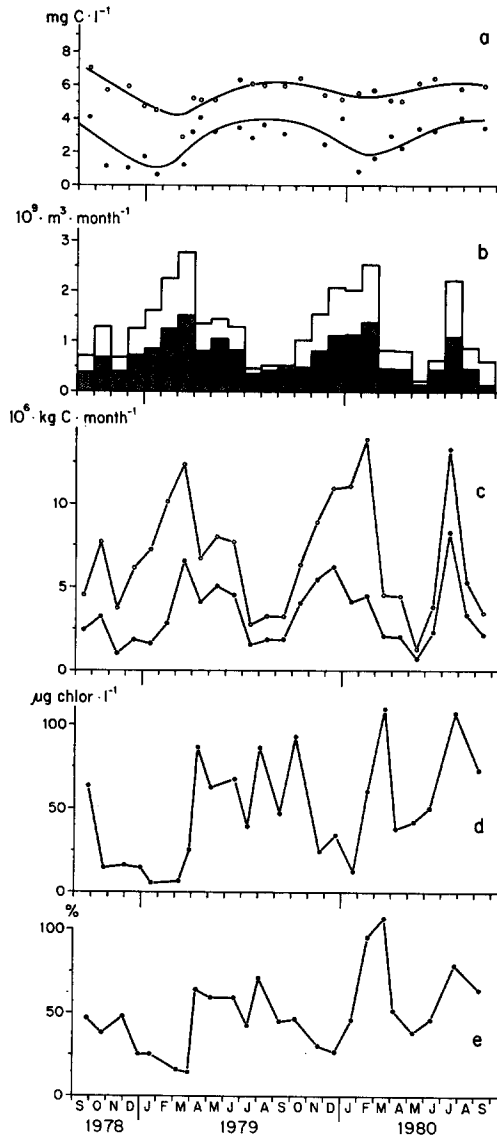 mg C · l⁻¹
a
8
6
4
2
0
10⁹ · m³ · month⁻¹
b
3
2
1
0
10⁶ · kg C · month⁻¹
c
10
5
0
µg chlor · l⁻¹
100
50
d
0
%
100
50
e
0
S O N D J F M A M J J A S O N D J F M A M J J A S
1978 1979 1980